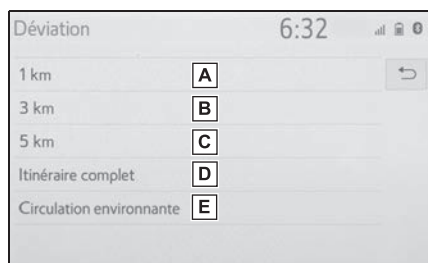 Déviation 6:32
1 km A
3 km B
5 km C
Itinéraire complet D
Circulation environnante E